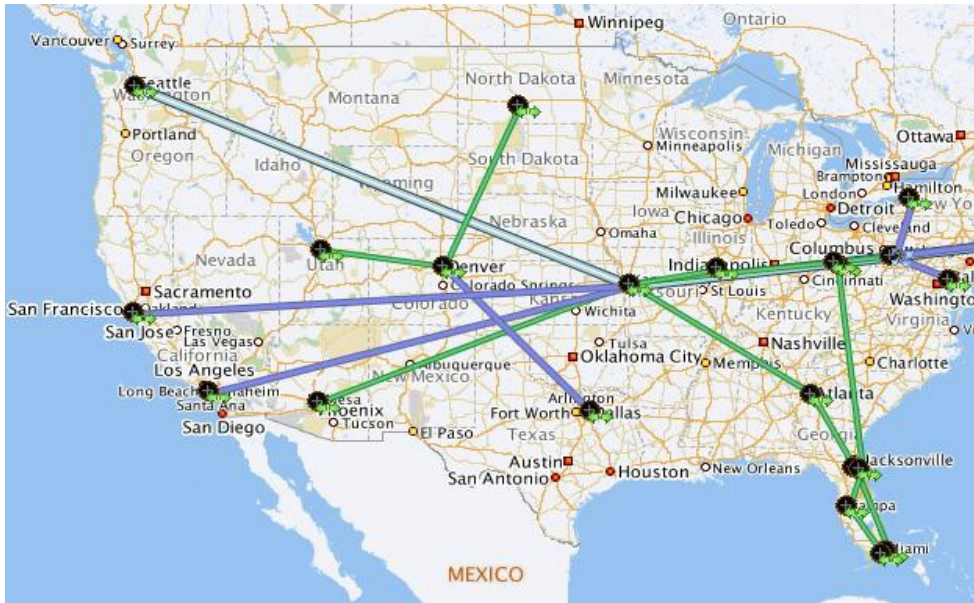 Winnipeg
Ontario
Vancouver
Surrey
Seattle
Washington
North Dakota
Minnesota
Montana
Portland
Oregon
Ottawa
Wisconsin
Minneapolis
Michigan
Mississauga
Brampton
Hamilton
London
Idaho
South Dakota
Wyoming
Milwaukee
Detroit
Iowa
Chicago
Toledo
Cleveland
Nebraska
Omaha
Illinois
Columbus
Nevada
Utah
Denver
Colorado Springs
Indianapolis
Sacramento
Colorado
Kansas
St Louis
Cincinnati
Washington
San Francisco
Oakland
San Jose
Fresno
Wichita
Kentucky
Virginia
Las Vegas
California
Tulsa
Nashville
Los Angeles
Albuquerque
Oklahoma City
Memphis
Charlotte
Long Beach
Anaheim
New Mexico
Santa Ana
Mesa
Phoenix
Arlington
Fort Worth
Dallas
Atlanta
San Diego
Tucson
El Paso
Texas
Georgia
Austin
San Antonio
Houston
New Orleans
Jacksonville
Tampa
Miami
MEXICO